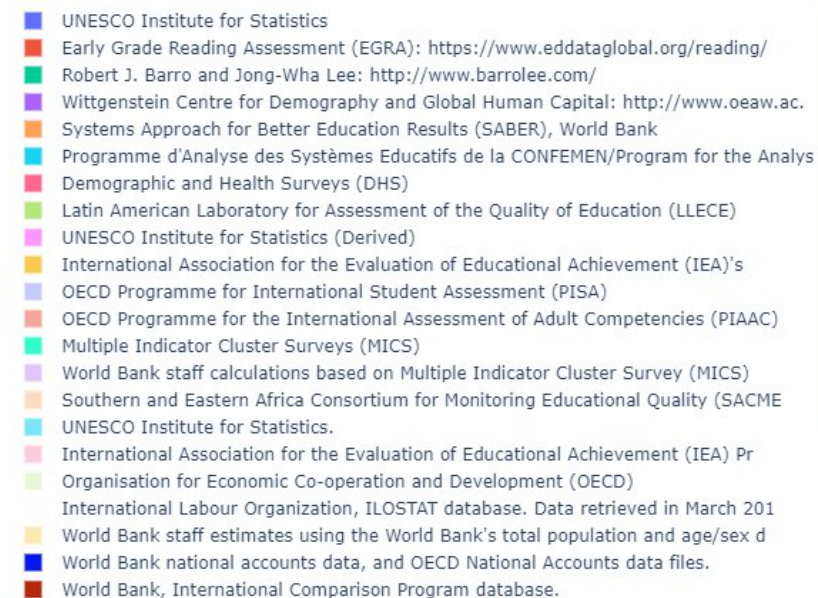 UNESCO Institute for Statistics
Early Grade Reading Assessment (EGRA): https://www.eddataglobal.org/reading/
Robert J. Barro and Jong-Wha Lee: http://www.barrolee.com/
Wittgenstein Centre for Demography and Global Human Capital: http://www.oeaw.ac.
Systems Approach for Better Education Results (SABER), World Bank
Programme d'Analyse des Systèmes Educatifs de la CONFEMEN/Program for the Analys
Demographic and Health Surveys (DHS)
Latin American Laboratory for Assessment of the Quality of Education (LLECE)
UNESCO Institute for Statistics (Derived)
International Association for the Evaluation of Educational Achievement (IEA)'s
OECD Programme for International Student Assessment (PISA)
OECD Programme for the International Assessment of Adult Competencies (PIAAC)
Multiple Indicator Cluster Surveys (MICS)
World Bank staff calculations based on Multiple Indicator Cluster Survey (MICS)
Southern and Eastern Africa Consortium for Monitoring Educational Quality (SACME
UNESCO Institute for Statistics.
International Association for the Evaluation of Educational Achievement (IEA) Pr
Organisation for Economic Co-operation and Development (OECD)
International Labour Organization, ILOSTAT database. Data retrieved in March 201
World Bank staff estimates using the World Bank's total population and age/sex d
World Bank national accounts data, and OECD National Accounts data files.
World Bank, International Comparison Program database.